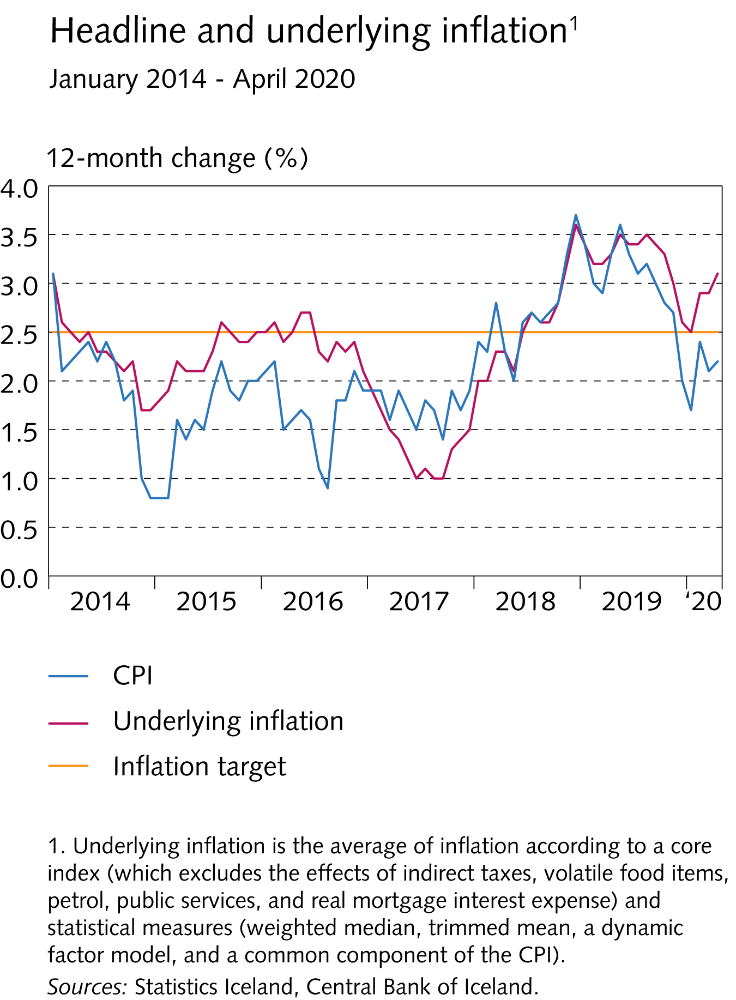 Headline and underlying inflation¹
January 2014 - April 2020
12-month change (%)
4.0
3.5
3.0
2.5
2.0
1.5
1.0
0.5
0.0
2014 2015 2016 2017 2018 2019 ‘20
CPI
Underlying inflation
Inflation target
1. Underlying inflation is the average of inflation according to a core
index (which excludes the effects of indirect taxes, volatile food items,
petrol, public services, and real mortgage interest expense) and
statistical measures (weighted median, trimmed mean, a dynamic
factor model, and a common component of the CPI).
Sources: Statistics Iceland, Central Bank of Iceland.